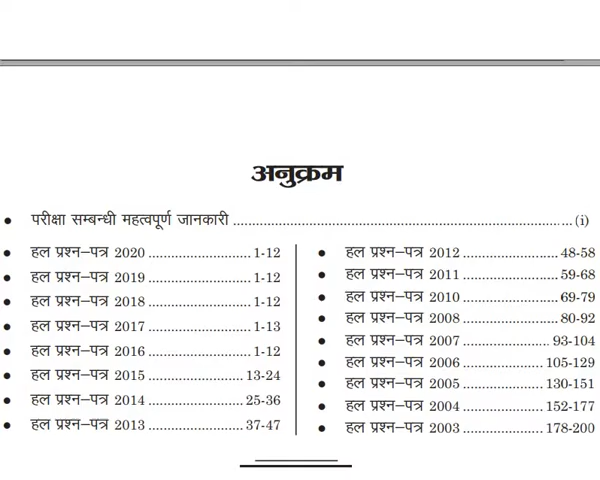 अनुक्रम
• परीक्षा सम्बन्धी महत्वपूर्ण जानकारी ........................................................................................ (i)
• हल प्रश्न–पत्र 2020 ........................... 1-12
• हल प्रश्न–पत्र 2019 ........................... 1-12
• हल प्रश्न–पत्र 2018 ........................... 1-12
• हल प्रश्न–पत्र 2017 ........................... 1-13
• हल प्रश्न–पत्र 2016 ........................... 1-12
• हल प्रश्न–पत्र 2015 ......................... 13-24
• हल प्रश्न–पत्र 2014 ......................... 25-36
• हल प्रश्न–पत्र 2013 ......................... 37-47
• हल प्रश्न–पत्र 2012 ......................... 48-58
• हल प्रश्न–पत्र 2011 ......................... 59-68
• हल प्रश्न–पत्र 2010 ......................... 69-79
• हल प्रश्न–पत्र 2008 ......................... 80-92
• हल प्रश्न–पत्र 2007 ....................... 93-104
• हल प्रश्न–पत्र 2006 ..................... 105-129
• हल प्रश्न–पत्र 2005 ..................... 130-151
• हल प्रश्न–पत्र 2004 ..................... 152-177
• हल प्रश्न–पत्र 2003 ..................... 178-200